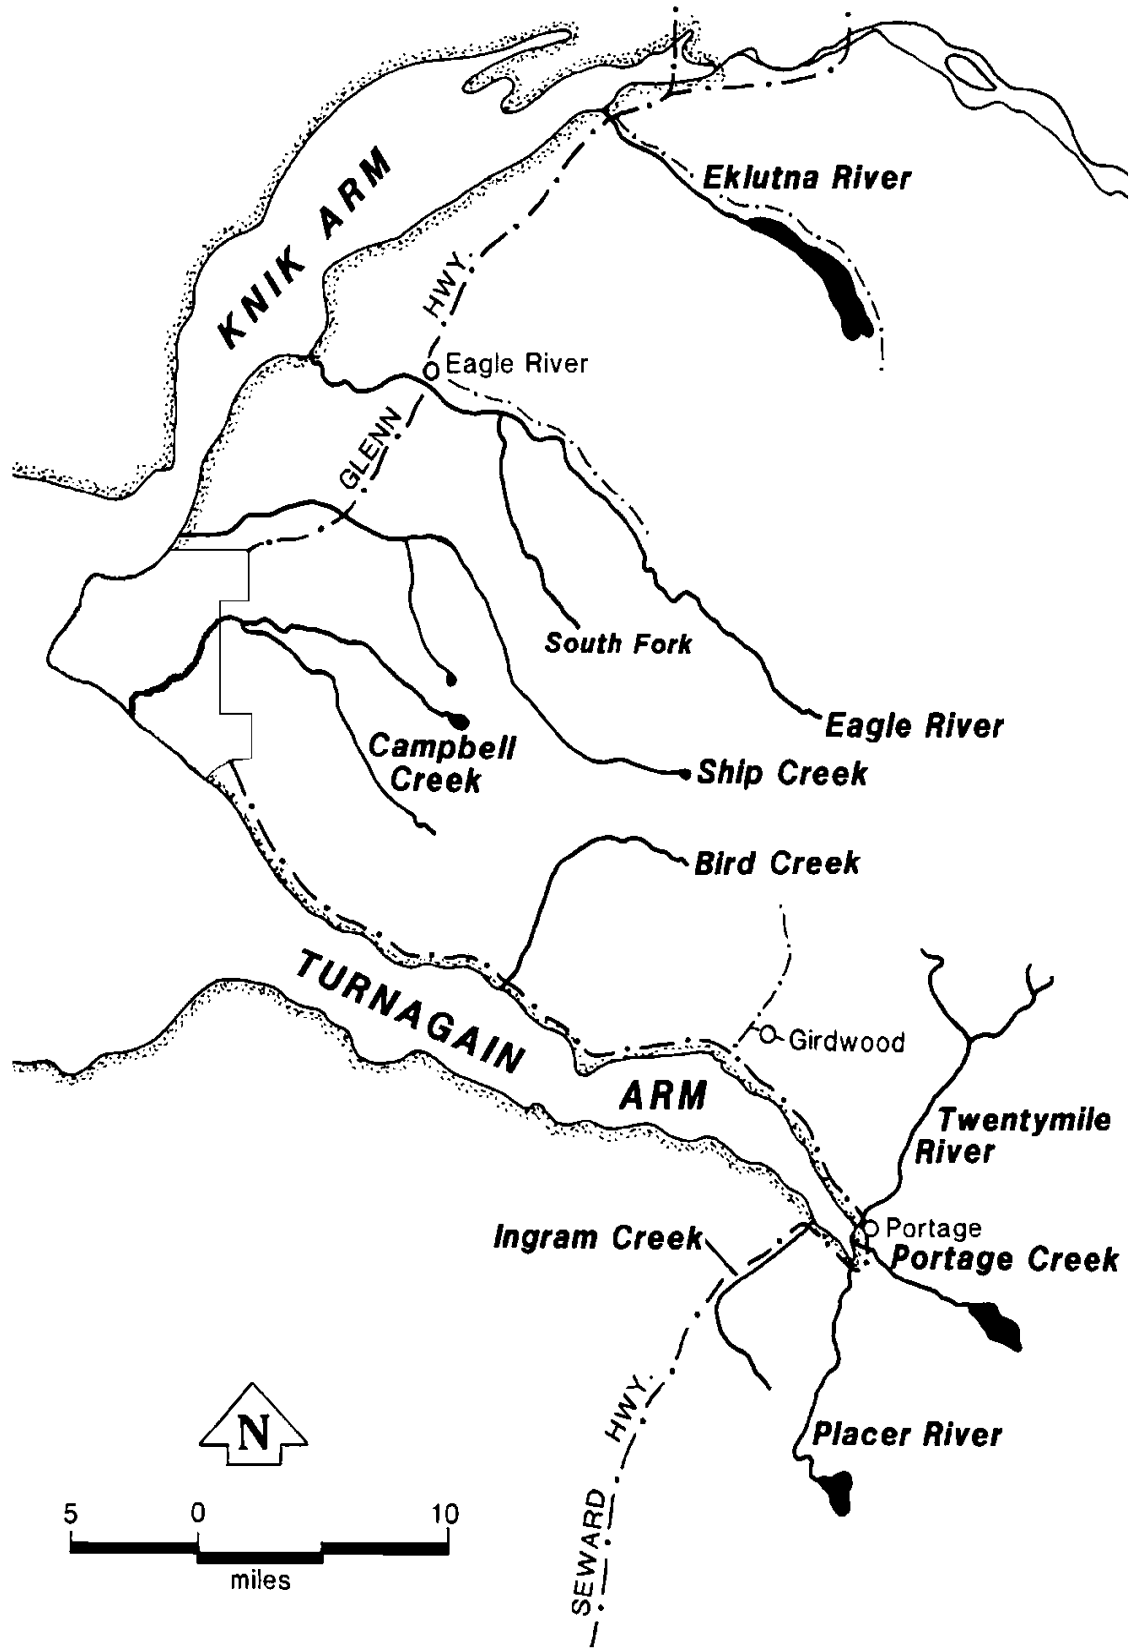 Eklutna River
KNIK ARM
HWY.
Eagle River
GLENN
South Fork
Eagle River
Campbell
Creek
Ship Creek
Bird Creek
TURNAGAIN
ARM
Girdwood
Twentymile
River
Portage
Ingram Creek
Portage Creek
HWY.
Placer River
SEWARD
N
5 0 10
miles